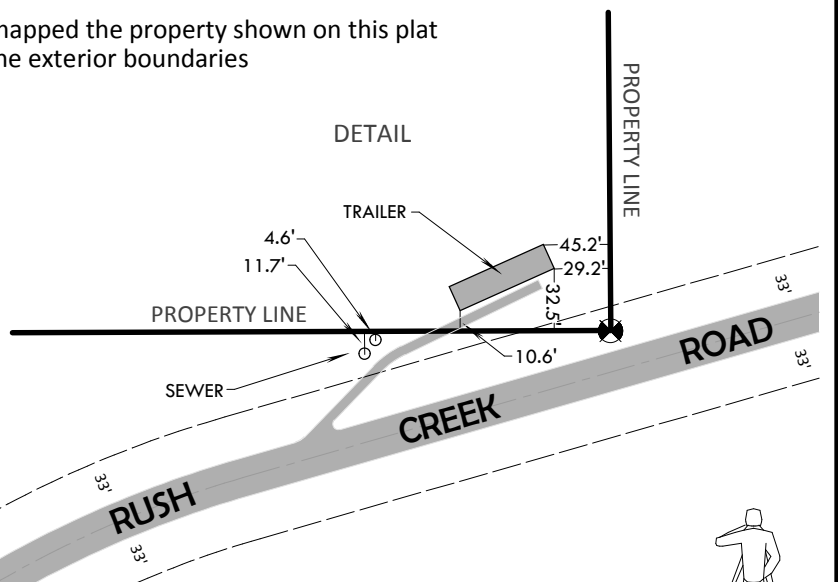 mapped the property shown on this plat
he exterior boundaries
DETAIL
PROPERTY LINE
TRAILER
4.6'
45.2'
11.7'
29.2'
32.5'
PROPERTY LINE
10.6'
SEWER
33'
33'
RUSH CREEK ROAD
33'
33'